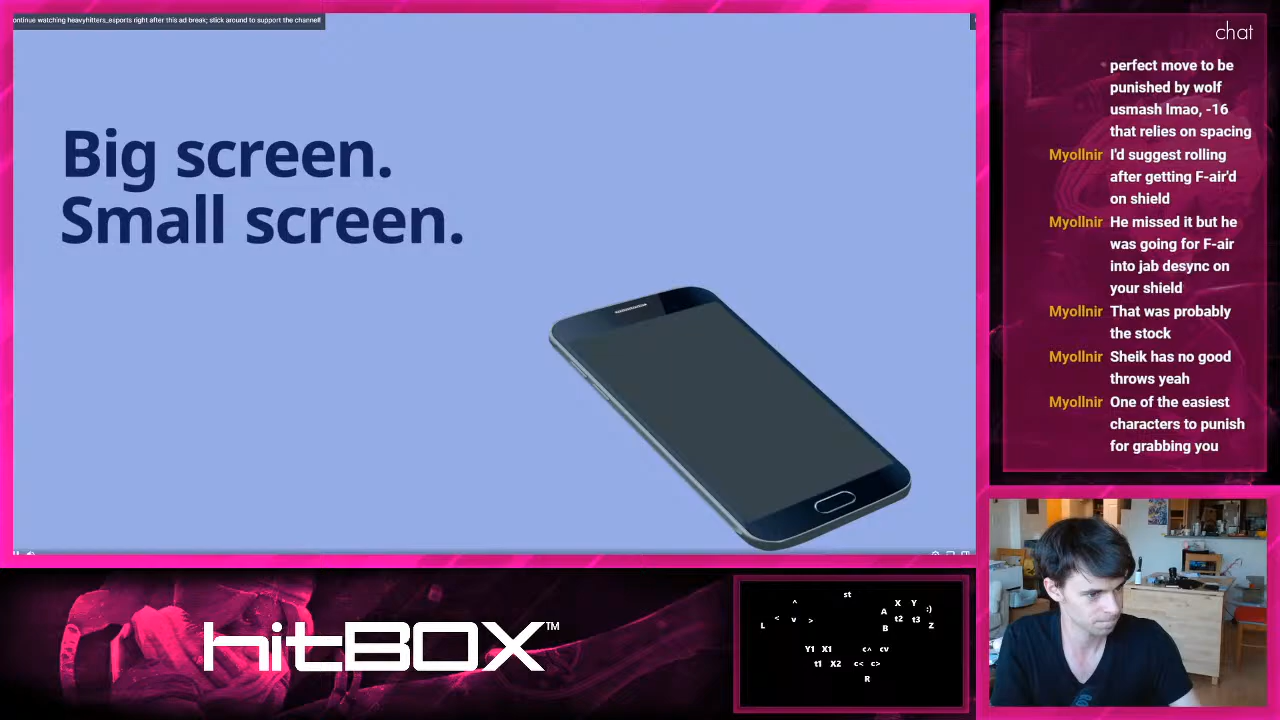 ontinue watching heavyhitters_esports right after this ad break; stick around to support the channel!
Big screen.
Small screen.
chat
perfect move to be
punished by wolf
usmash lmao, -16
that relies on spacing
Myollnir I'd suggest rolling
after getting F-air'd
on shield
Myollnir He missed it but he
was going for F-air
into jab desync on
your shield
Myollnir That was probably
the stock
Myollnir Sheik has no good
throws yeah
Myollnir One of the easiest
characters to punish
for grabbing you
hitBOX™
st
^ X Y
A :)
< v > t2 t3
L B Z
Y1 X1 c^ cv
t1 X2 c< c>
R